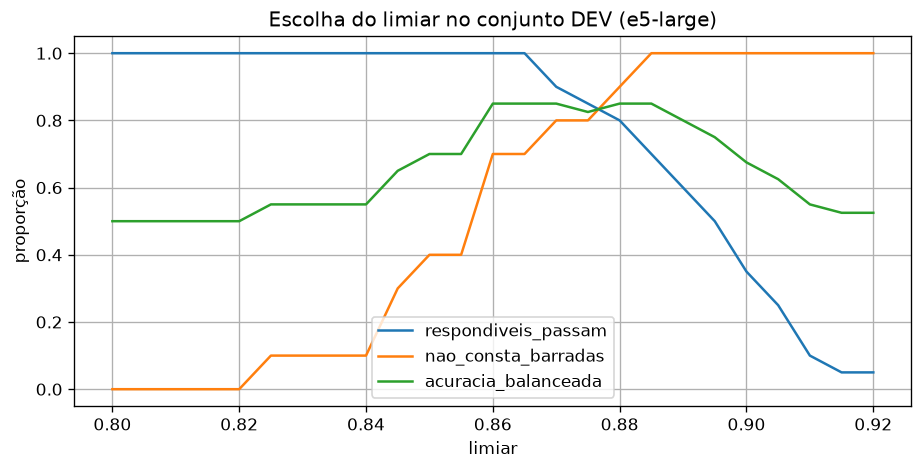 Escolha do limiar no conjunto DEV (e5-large)
1.0
0.8
0.6
0.4
0.2
0.0
proporção
respondiveis_passam
nao_consta_barradas
acuracia_balanceada
0.80 0.82 0.84 0.86 0.88 0.90 0.92
limiar